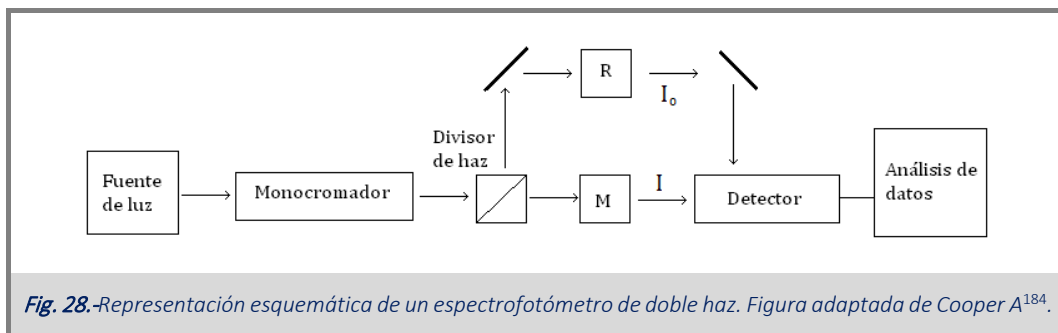 Fuente
de luz
Monocromador
Divisor
de haz
R
I₀
M
I
Detector
Análisis de
datos
Fig. 28.-Representación esquemática de un espectrofotómetro de doble haz. Figura adaptada de Cooper A¹⁸⁴.